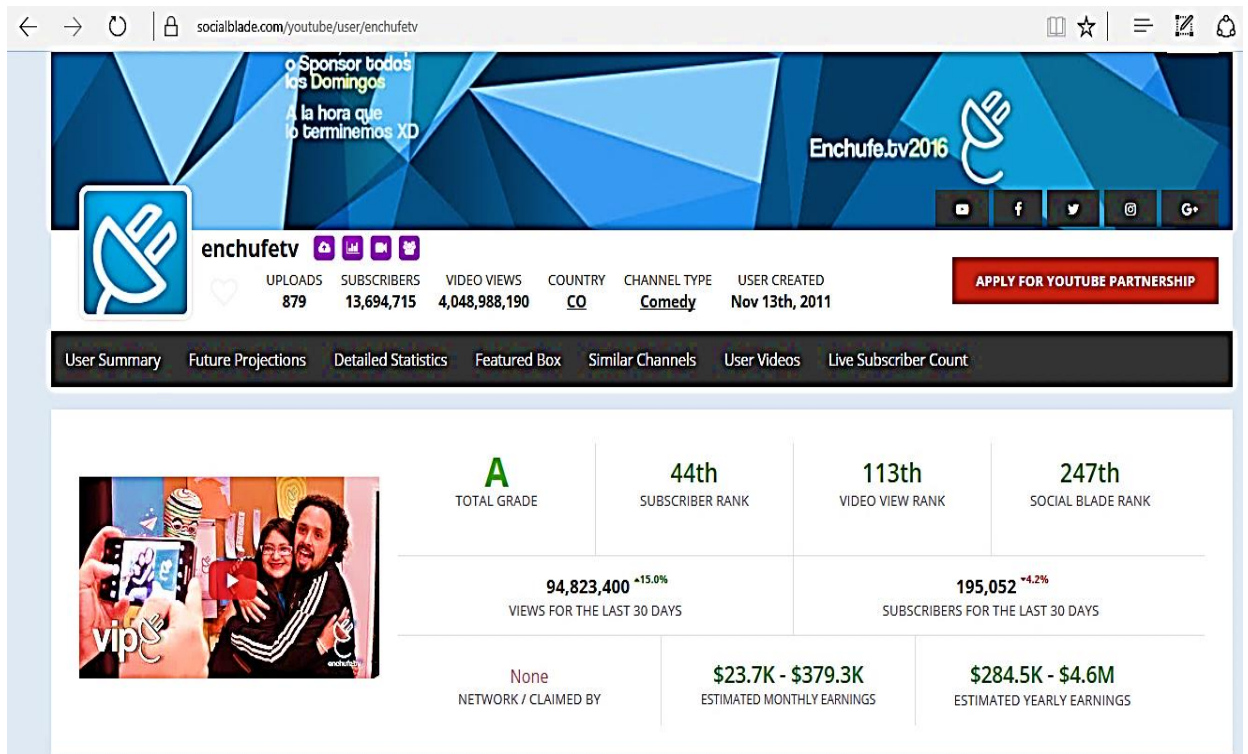 socialblade.com/youtube/user/enchufetv
o Sponsor todos
los Domingos
A la hora que
lo terminemos XD
Enchufe.tv2016
enchufetv
UPLOADS SUBSCRIBERS VIDEO VIEWS COUNTRY CHANNEL TYPE USER CREATED
879 13,694,715 4,048,988,190 CO Comedy Nov 13th, 2011
APPLY FOR YOUTUBE PARTNERSHIP
User Summary Future Projections Detailed Statistics Featured Box Similar Channels User Videos Live Subscriber Count
A 44th 113th 247th
TOTAL GRADE SUBSCRIBER RANK VIDEO VIEW RANK SOCIAL BLADE RANK
94,823,400 15.0% 195,052 4.2%
VIEWS FOR THE LAST 30 DAYS SUBSCRIBERS FOR THE LAST 30 DAYS
vip
enchufe.tv
None $23.7K - $379.3K $284.5K - $4.6M
NETWORK / CLAIMED BY ESTIMATED MONTHLY EARNINGS ESTIMATED YEARLY EARNINGS